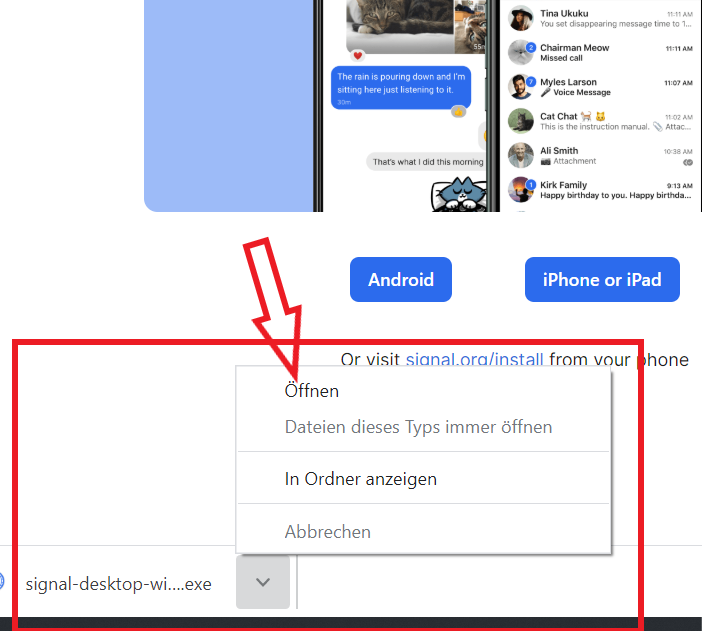 55m
Tina Ukuku
11:11 AM
You set disappearing message time to 1...
Chairman Meow
11:11 AM
2
Missed call
The rain is pouring down and I'm
sitting here just listening to it.
30m
Myles Larson
11:07 AM
7
Voice Message
Cat Chat
11:02 AM
This is the instruction manual. Attac...
That's what I did this morning
Ali Smith
10:38 AM
Attachment
Kirk Family
9:13 AM
1
Happy birthday to you. Happy birthda...
Android
iPhone or iPad
Or visit signal.org/install from your phone
Öffnen
Dateien dieses Typs immer öffnen
In Ordner anzeigen
Abbrechen
signal-desktop-wi....exe